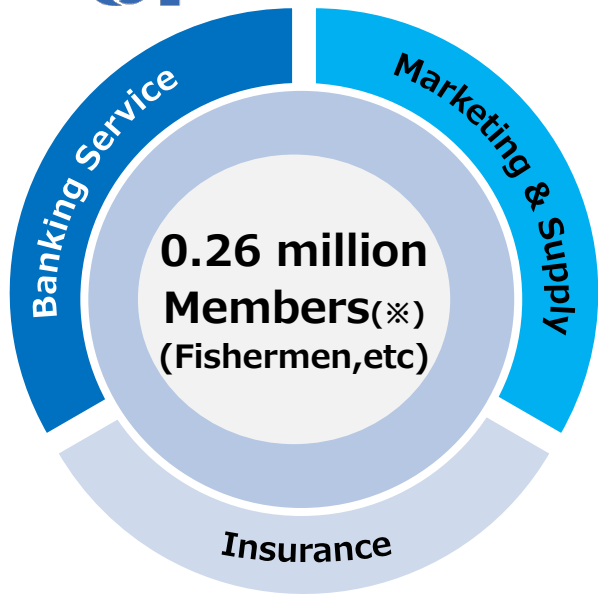 Banking Service
Marketing & Supply
0.26 million
Members(※)
(Fishermen,etc)
Insurance